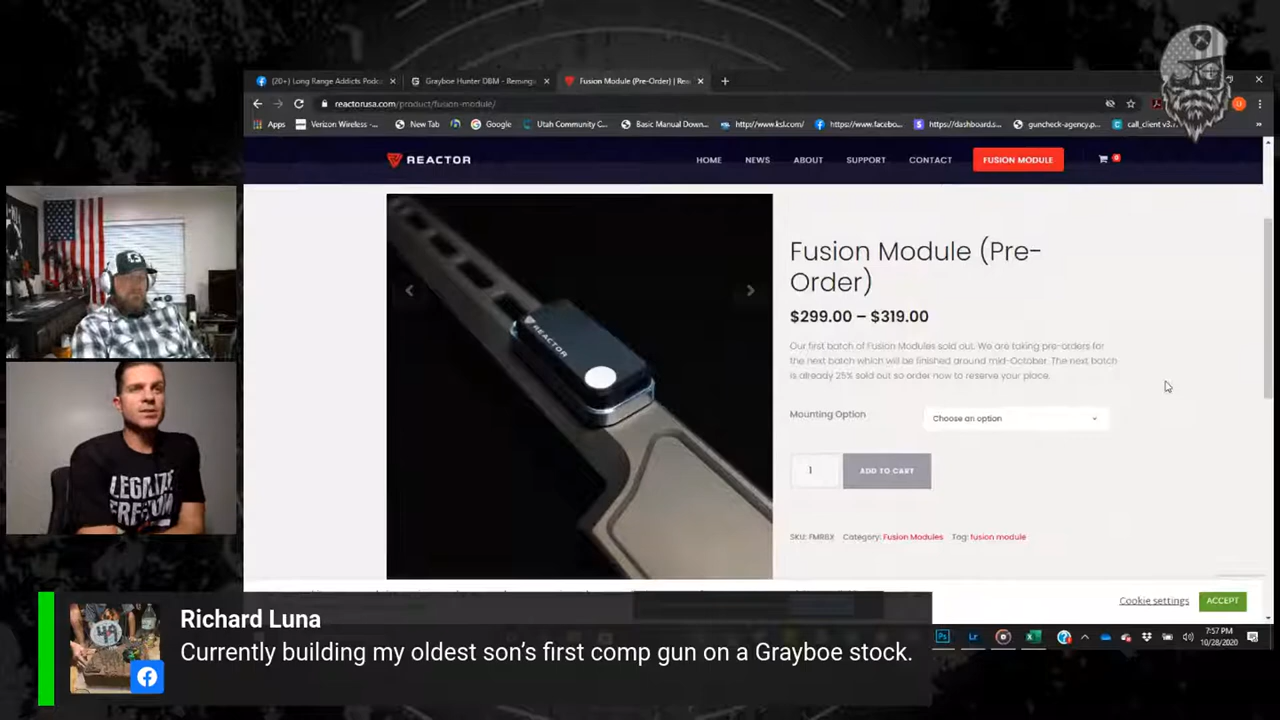 (20+) Long Range Addicts Podc
Grayboe Hunter DBM - Reming
Fusion Module (Pre-Order) | Re
reactorusa.com/product/fusion-module/
Apps
Verizon Wireless -...
New Tab
Google
Utah Community C...
Basic Manual Down...
http://www.ksl.com/
https://www.facebo...
https://dashboard.s...
guncheck-agency.p...
call_client v3.
REACTOR
HOME
NEWS
ABOUT
SUPPORT
CONTACT
FUSION MODULE
0
REACTOR
Fusion Module (Pre-
Order)
$299.00 – $319.00
Our first batch of Fusion Modules sold out. We are taking pre-orders for
the next batch which will be finished around mid-October. The next batch
is already 25% sold out so order now to reserve your place.
Mounting Option
Choose an option
1
ADD TO CART
SKU: FMRBX Category: Fusion Modules Tag: fusion module
Cookie settings
ACCEPT
7:57 PM
10/28/2020
LEGALIZE
FREEDOM
Richard Luna
Currently building my oldest son's first comp gun on a Grayboe stock.